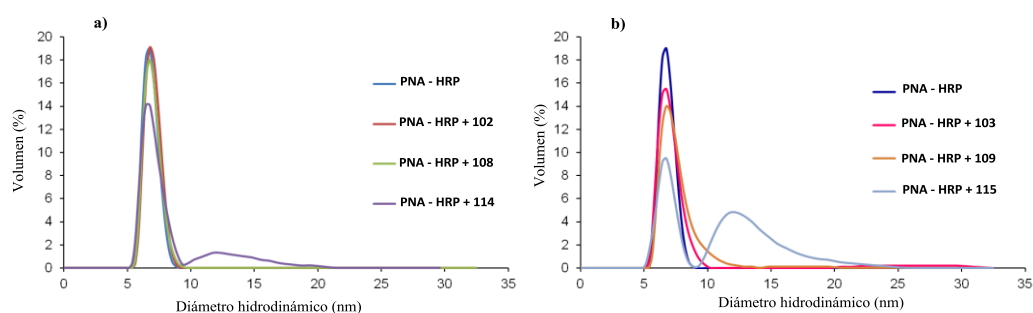 a)
20
18
16
14
12
10
8
6
4
2
0
Volumen (%)
0 5 10 15 20 25 30 35
Diámetro hidrodinámico (nm)
PNA - HRP
PNA - HRP + 102
PNA - HRP + 108
PNA - HRP + 114
b)
20
18
16
14
12
10
8
6
4
2
0
Volumen (%)
0 5 10 15 20 25 30 35
Diámetro hidrodinámico (nm)
PNA - HRP
PNA - HRP + 103
PNA - HRP + 109
PNA - HRP + 115